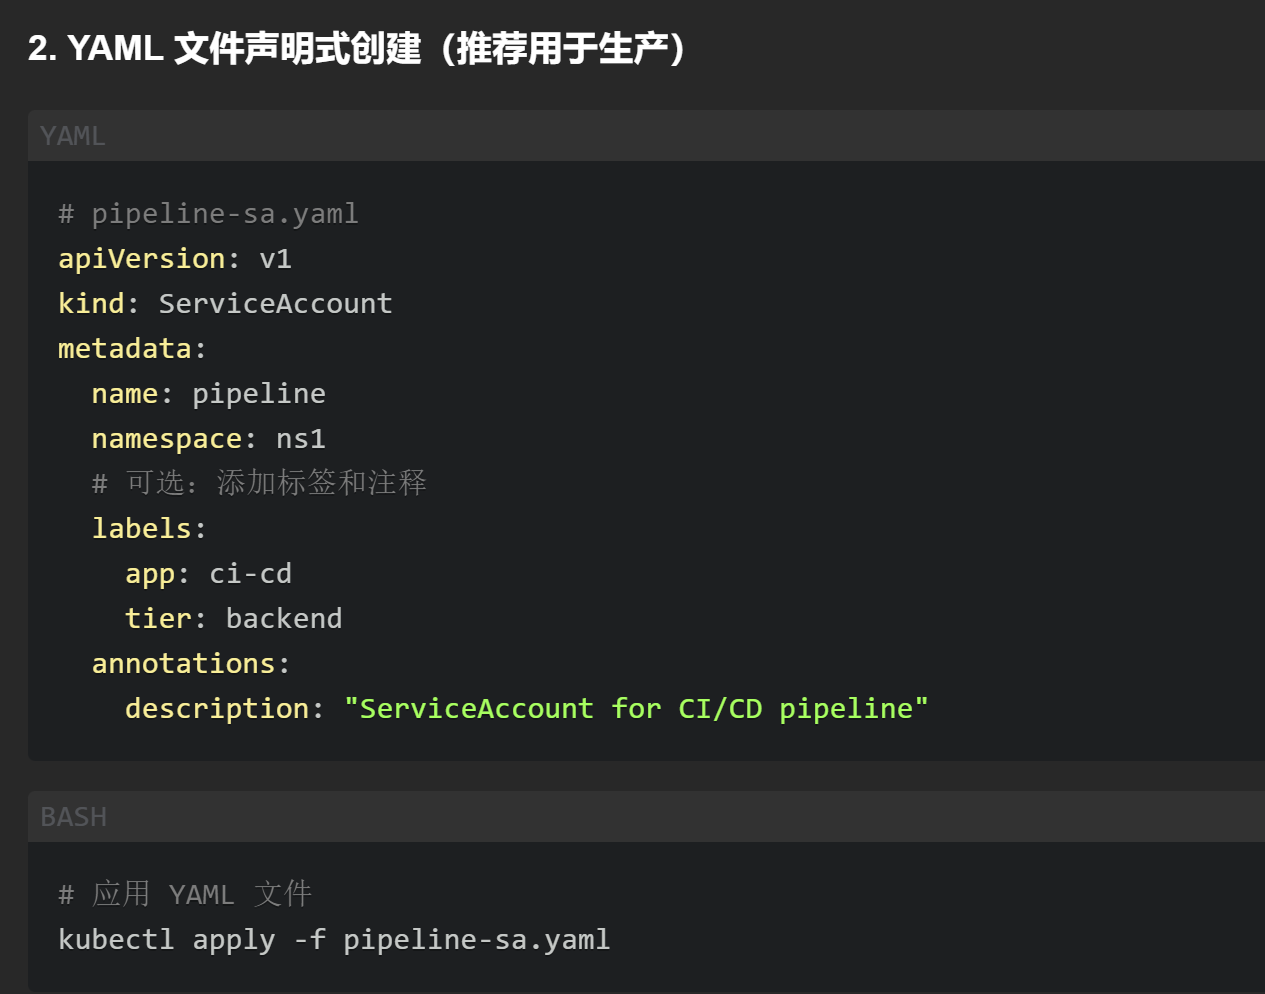 2. YAML 文件声明式创建（推荐用于生产）
YAML
# pipeline-sa.yaml
apiVersion: v1
kind: ServiceAccount
metadata:
  name: pipeline
  namespace: ns1
  # 可选：添加标签和注释
  labels:
    app: ci-cd
    tier: backend
  annotations:
    description: "ServiceAccount for CI/CD pipeline"
BASH
# 应用 YAML 文件
kubectl apply -f pipeline-sa.yaml